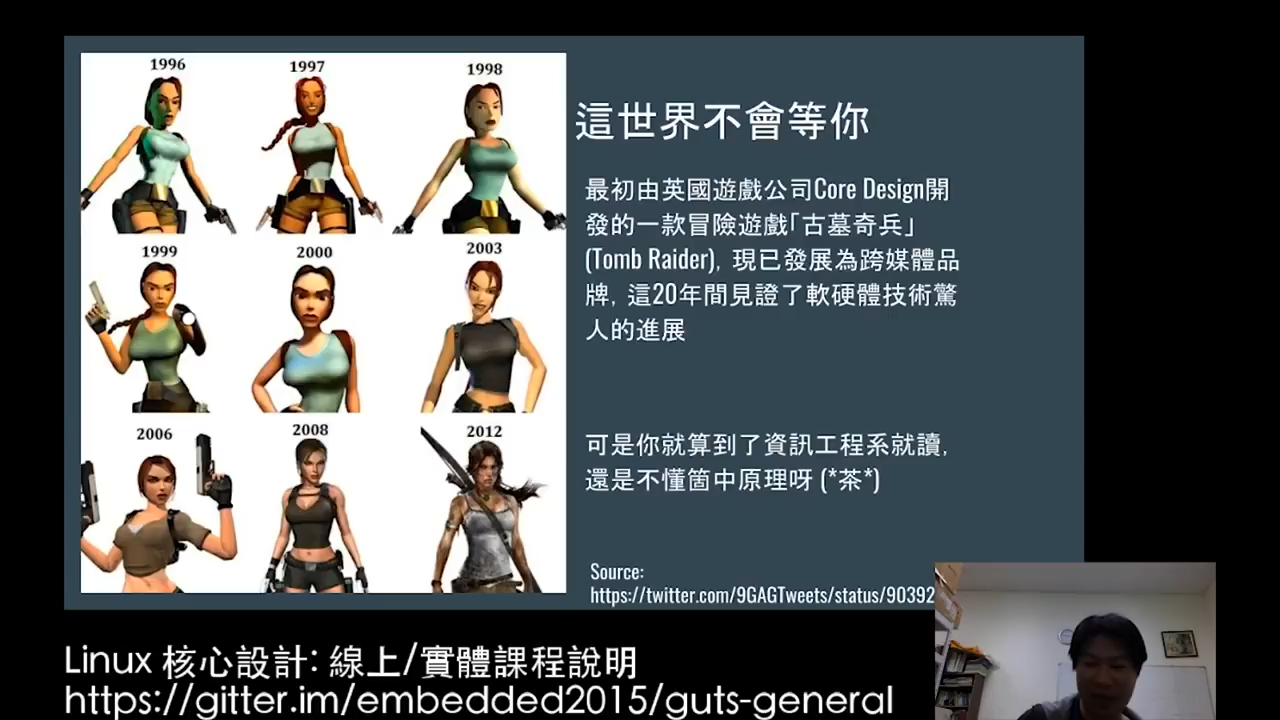 1996
1997
1998
1999
2000
2003
2006
2008
2012
這世界不會等你
最初由英國遊戲公司Core Design開
發的一款冒險遊戲「古墓奇兵」
(Tomb Raider), 現已發展為跨媒體品
牌, 這20年間見證了軟硬體技術驚
人的進展
可是你就算到了資訊工程系就讀,
還是不懂箇中原理呀 (*茶*)
Source:
https://twitter.com/9GAGTweets/status/90392
Linux 核心設計: 線上/實體課程說明
https://gitter.im/embedded2015/guts-general